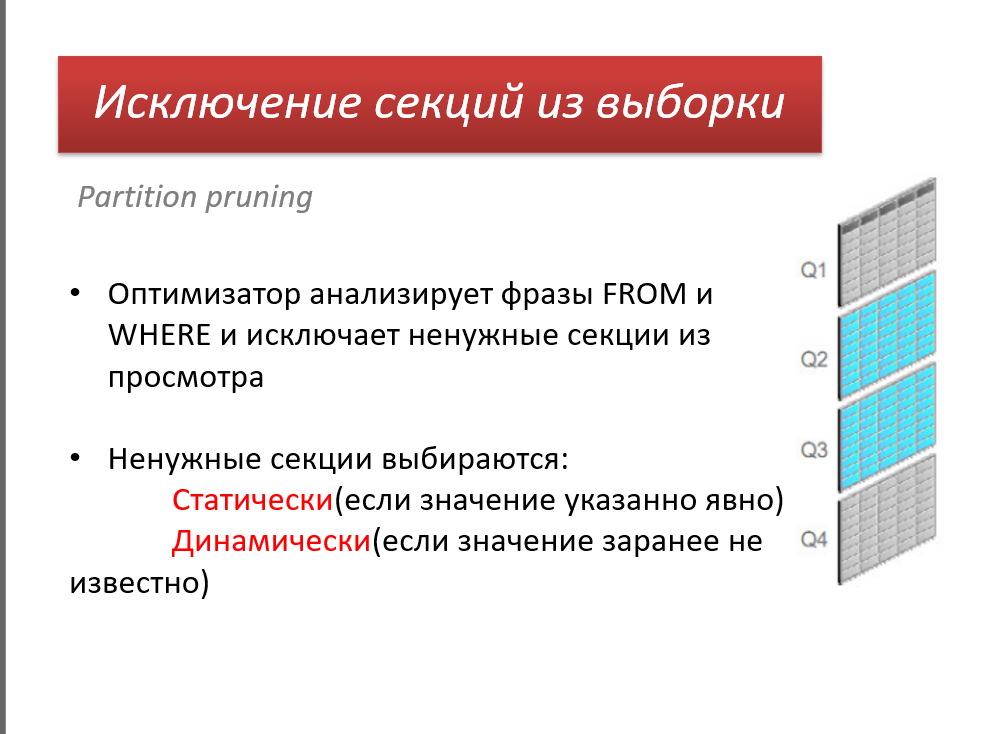 Исключение секций из выборки
Partition pruning
• Оптимизатор анализирует фразы FROM и
WHERE и исключает ненужные секции из
просмотра
• Ненужные секции выбираются:
Статически(если значение указанно явно)
Динамически(если значение заранее не
известно)
Q1
Q2
Q3
Q4